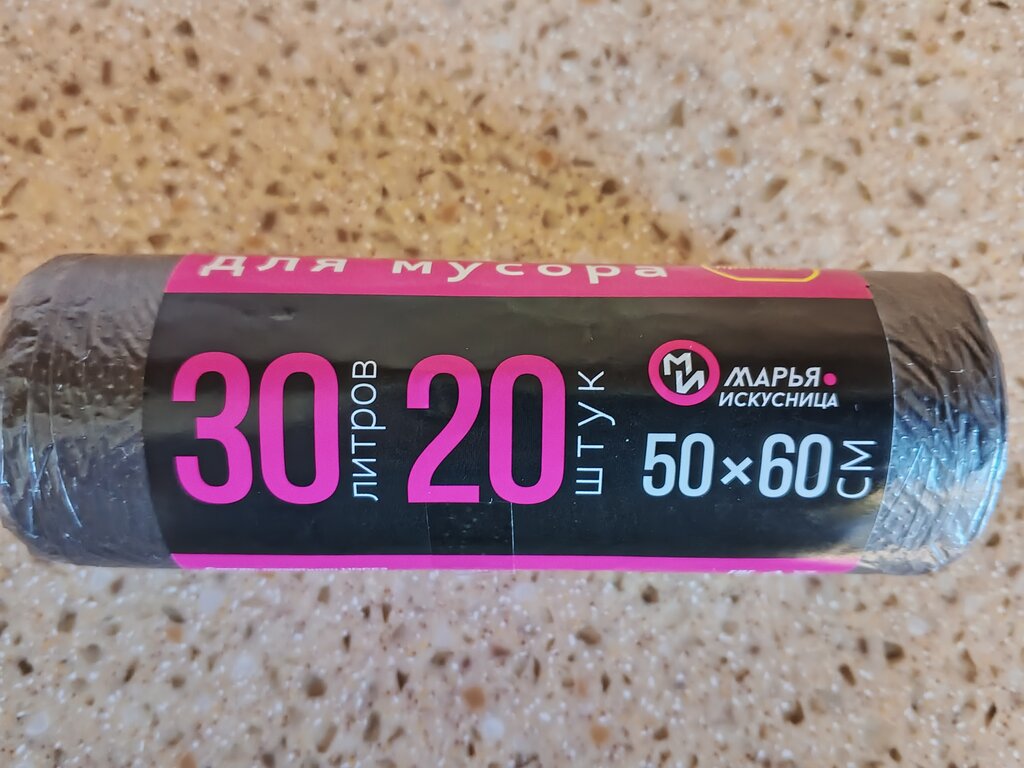 для мусора
30 литров
20 штук
МИ МАРЬЯ
ИСКУСНИЦА
50×60 СМ